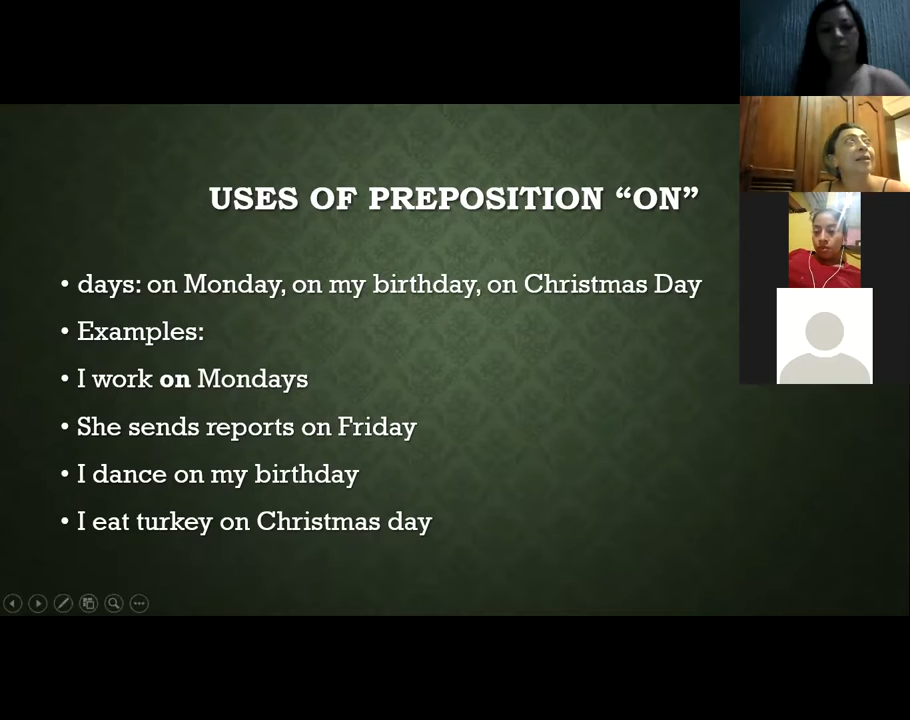 USES OF PREPOSITION “ON”
• days: on Monday, on my birthday, on Christmas Day
• Examples:
• I work on Mondays
• She sends reports on Friday
• I dance on my birthday
• I eat turkey on Christmas day